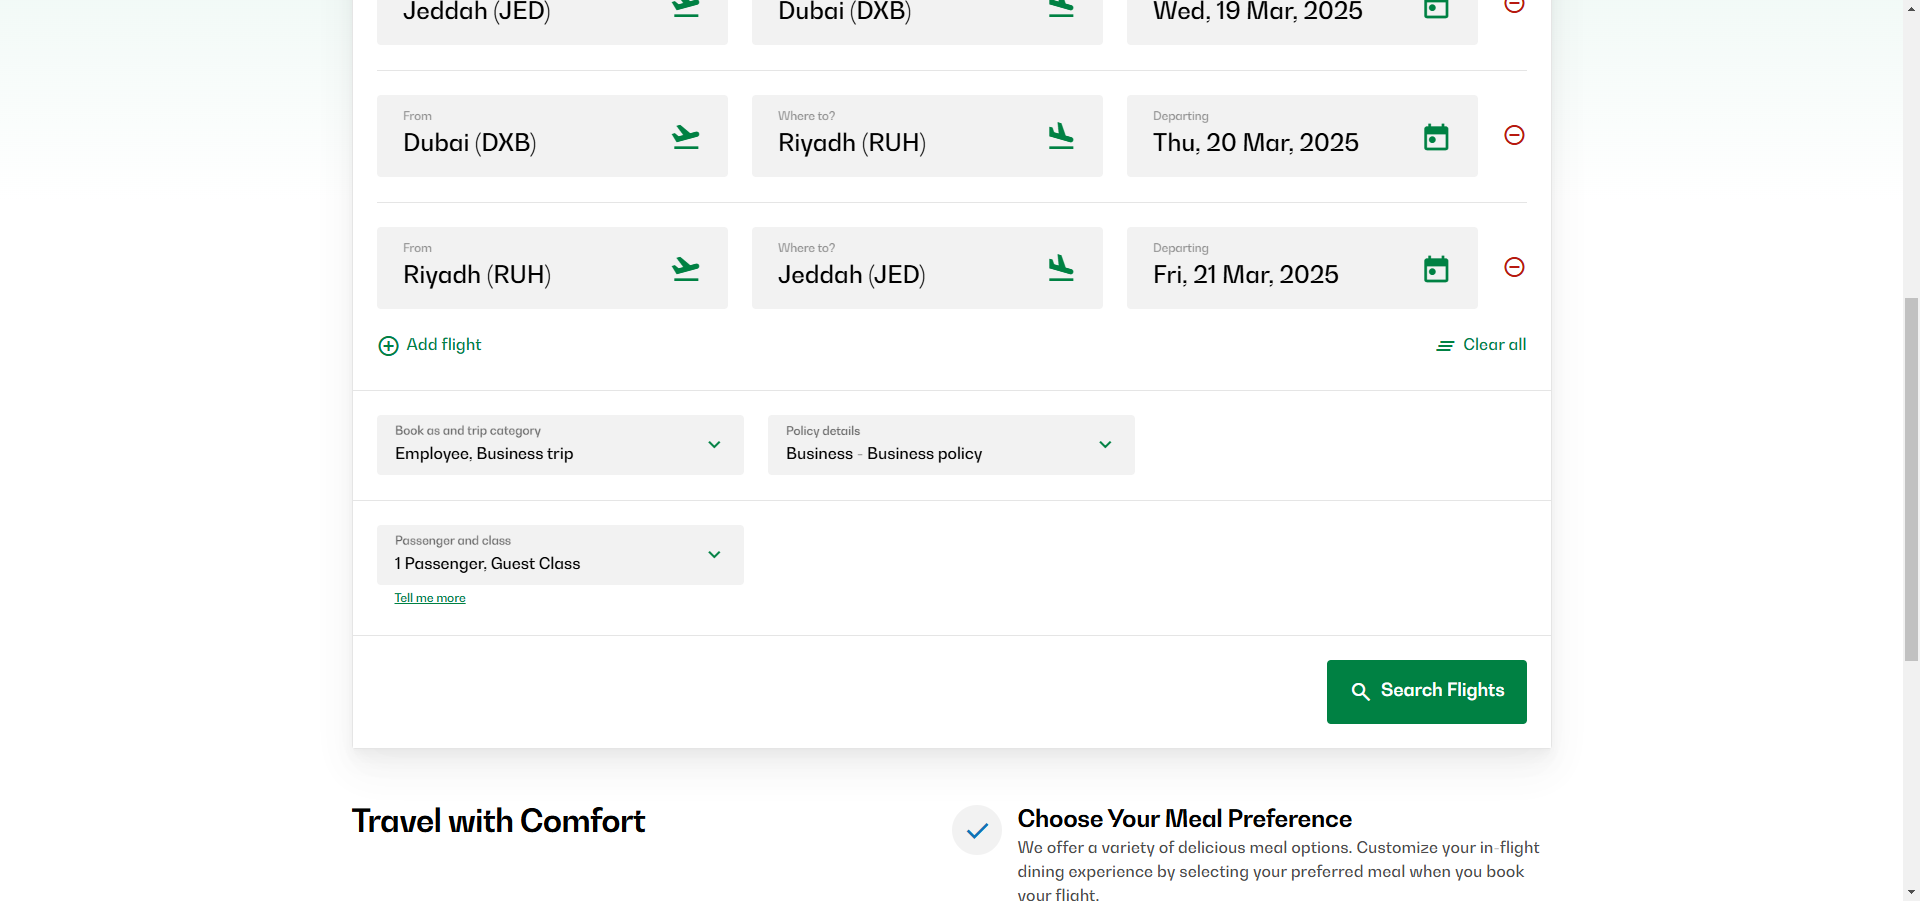 Jeddah (JED)
Dubai (DXB)
Wed, 19 Mar, 2025
From
Dubai (DXB)
Where to?
Riyadh (RUH)
Departing
Thu, 20 Mar, 2025
From
Riyadh (RUH)
Where to?
Jeddah (JED)
Departing
Fri, 21 Mar, 2025
Add flight
Clear all
Book as and trip category
Employee, Business trip
Policy details
Business - Business policy
Passenger and class
1 Passenger, Guest Class
Tell me more
Search Flights
Travel with Comfort
Choose Your Meal Preference
We offer a variety of delicious meal options. Customize your in-flight
dining experience by selecting your preferred meal when you book
your flight.